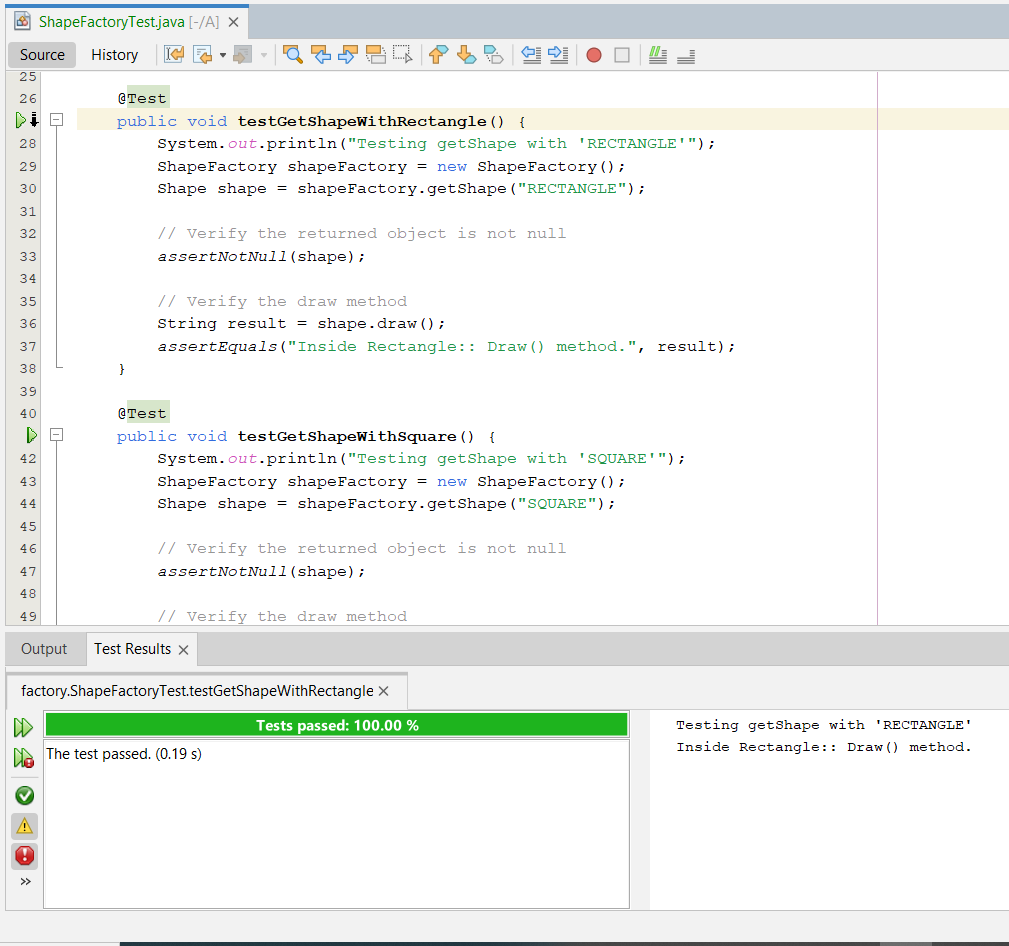 ShapeFactoryTest.java [-/A]
Source History
25
26 @Test
public void testGetShapeWithRectangle() {
28 System.out.println("Testing getShape with 'RECTANGLE'");
29 ShapeFactory shapeFactory = new ShapeFactory();
30 Shape shape = shapeFactory.getShape("RECTANGLE");
31
32 // Verify the returned object is not null
33 assertNotNull(shape);
34
35 // Verify the draw method
36 String result = shape.draw();
37 assertEquals("Inside Rectangle:: Draw() method.", result);
38 }
39
40 @Test
public void testGetShapeWithSquare() {
42 System.out.println("Testing getShape with 'SQUARE'");
43 ShapeFactory shapeFactory = new ShapeFactory();
44 Shape shape = shapeFactory.getShape("SQUARE");
45
46 // Verify the returned object is not null
47 assertNotNull(shape);
48
49 // Verify the draw method
Output Test Results
factory.ShapeFactoryTest.testGetShapeWithRectangle
Tests passed: 100.00 %
The test passed. (0.19 s)
Testing getShape with 'RECTANGLE'
Inside Rectangle:: Draw() method.